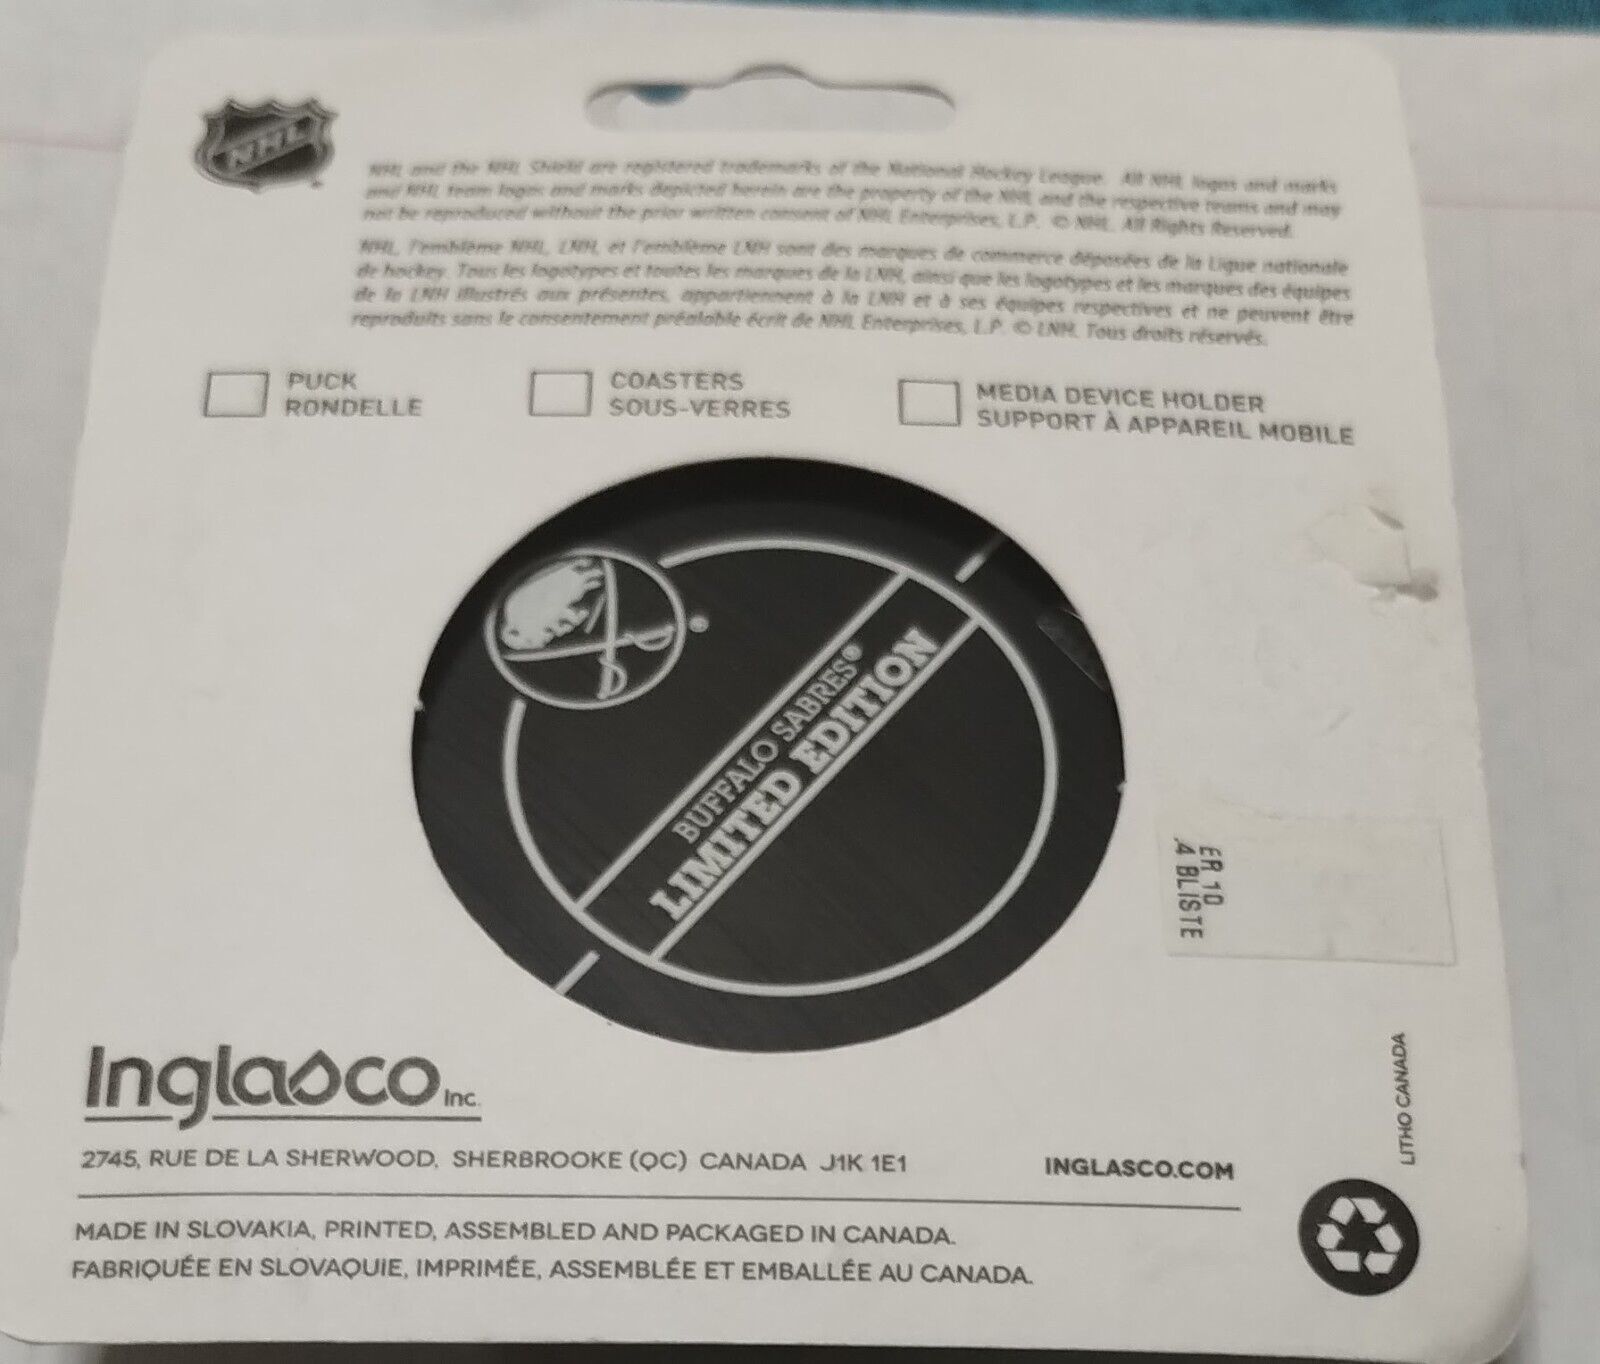 NHL
NHL and the NHL Shield are registered trademarks of the National Hockey League. All NHL logos and marks
and NHL team logos and marks depicted herein are the property of the NHL and the respective teams and may
not be reproduced without the prior written consent of NHL Enterprises, L.P. © NHL. All Rights Reserved.
NHL, l'emblème NHL, LNH, et l'emblème LNH sont des marques de commerce déposées de la Ligue nationale
de hockey. Tous les logotypes et toutes les marques de la LNH, ainsi que les logotypes et les marques des équipes
de la LNH illustrés aux présentes, appartiennent à la LNH et à ses équipes respectives et ne peuvent être
reproduits sans le consentement préalable écrit de NHL Enterprises, L.P. © LNH. Tous droits réservés.
PUCK
RONDELLE
COASTERS
SOUS-VERRES
MEDIA DEVICE HOLDER
SUPPORT À APPAREIL MOBILE
®
BUFFALO SABRES®
LIMITED EDITION
ER 10
.4 BLISTE
Inglasco Inc.
2745, RUE DE LA SHERWOOD, SHERBROOKE (QC) CANADA J1K 1E1
INGLASCO.COM
MADE IN SLOVAKIA, PRINTED, ASSEMBLED AND PACKAGED IN CANADA.
FABRIQUÉE EN SLOVAQUIE, IMPRIMÉE, ASSEMBLÉE ET EMBALLÉE AU CANADA.
LITHO CANADA